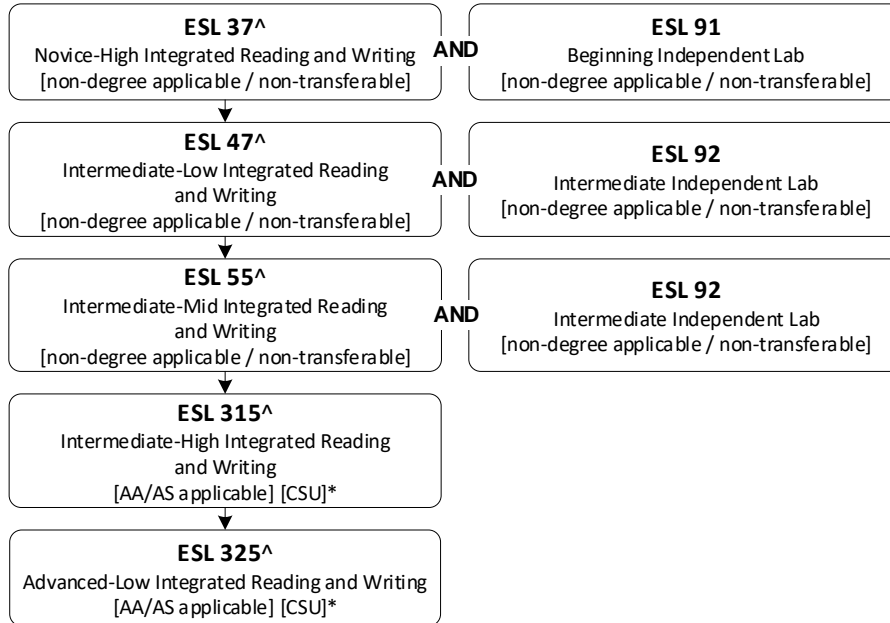 ESL 37^
Novice-High Integrated Reading and Writing
[non-degree applicable / non-transferable]
AND
ESL 91
Beginning Independent Lab
[non-degree applicable / non-transferable]
ESL 47^
Intermediate-Low Integrated Reading
and Writing
[non-degree applicable / non-transferable]
AND
ESL 92
Intermediate Independent Lab
[non-degree applicable / non-transferable]
ESL 55^
Intermediate-Mid Integrated Reading
and Writing
[non-degree applicable / non-transferable]
AND
ESL 92
Intermediate Independent Lab
[non-degree applicable / non-transferable]
ESL 315^
Intermediate-High Integrated Reading
and Writing
[AA/AS applicable] [CSU]*
ESL 325^
Advanced-Low Integrated Reading and Writing
[AA/AS applicable] [CSU]*